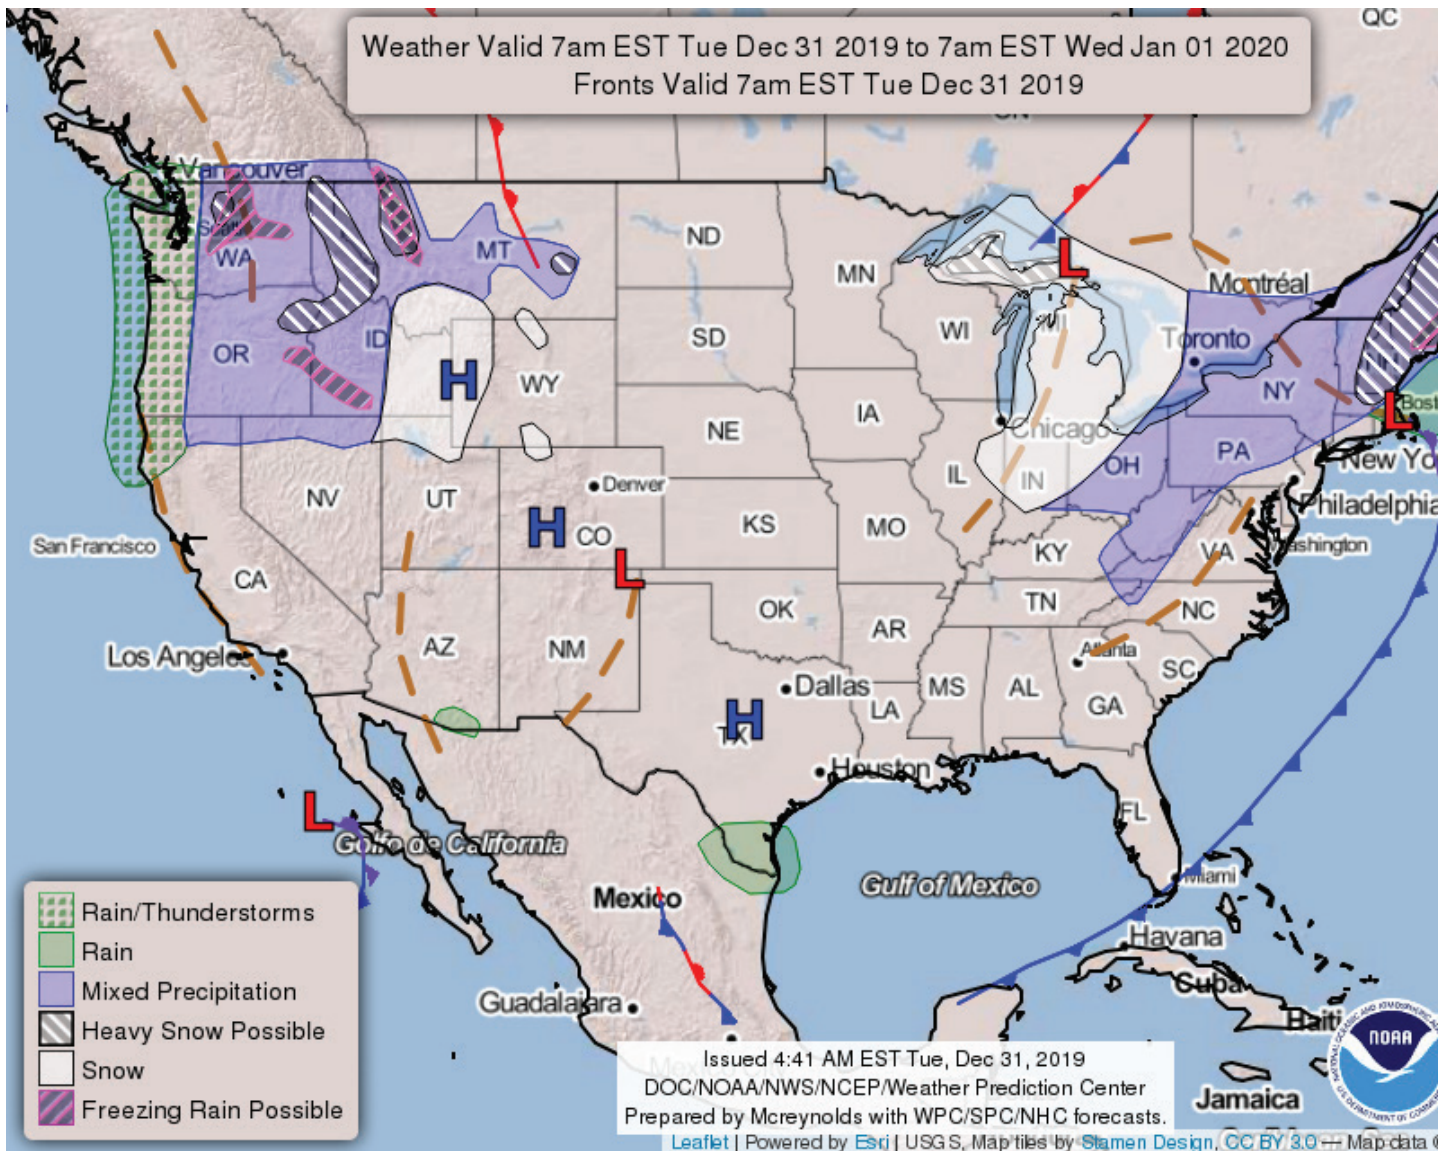 QC
Weather Valid 7am EST Tue Dec 31 2019 to 7am EST Wed Jan 01 2020
Fronts Valid 7am EST Tue Dec 31 2019
Vancouver
WA
MT
ND
MN
Montréal
OR
ID
H
WY
SD
WI
MI
L
Toronto
NY
NE
IA
Chicago
L
NV
UT
Denver
IL
IN
OH
PA
New Yo
Philadelphia
San Francisco
CA
H
CO
L
KS
MO
KY
VA
Washington
Los Angeles
AZ
NM
OK
AR
TN
NC
Atlanta
SC
Dallas
H
TX
LA
MS
AL
GA
Houston
FL
L
Golfo de California
Mexico
Gulf of Mexico
Miami
Havana
Cuba
Haiti
Guadalajara
Jamaica
Rain/Thunderstorms
Rain
Mixed Precipitation
Heavy Snow Possible
Snow
Freezing Rain Possible
Issued 4:41 AM EST Tue, Dec 31, 2019
DOC/NOAA/NWS/NCEP/Weather Prediction Center
Prepared by Mcreynolds with WPC/SPC/NHC forecasts.
NOAA
Leaflet | Powered by Esri | USGS, Map tiles by Stamen Design, CC BY 3.0 — Map data ©